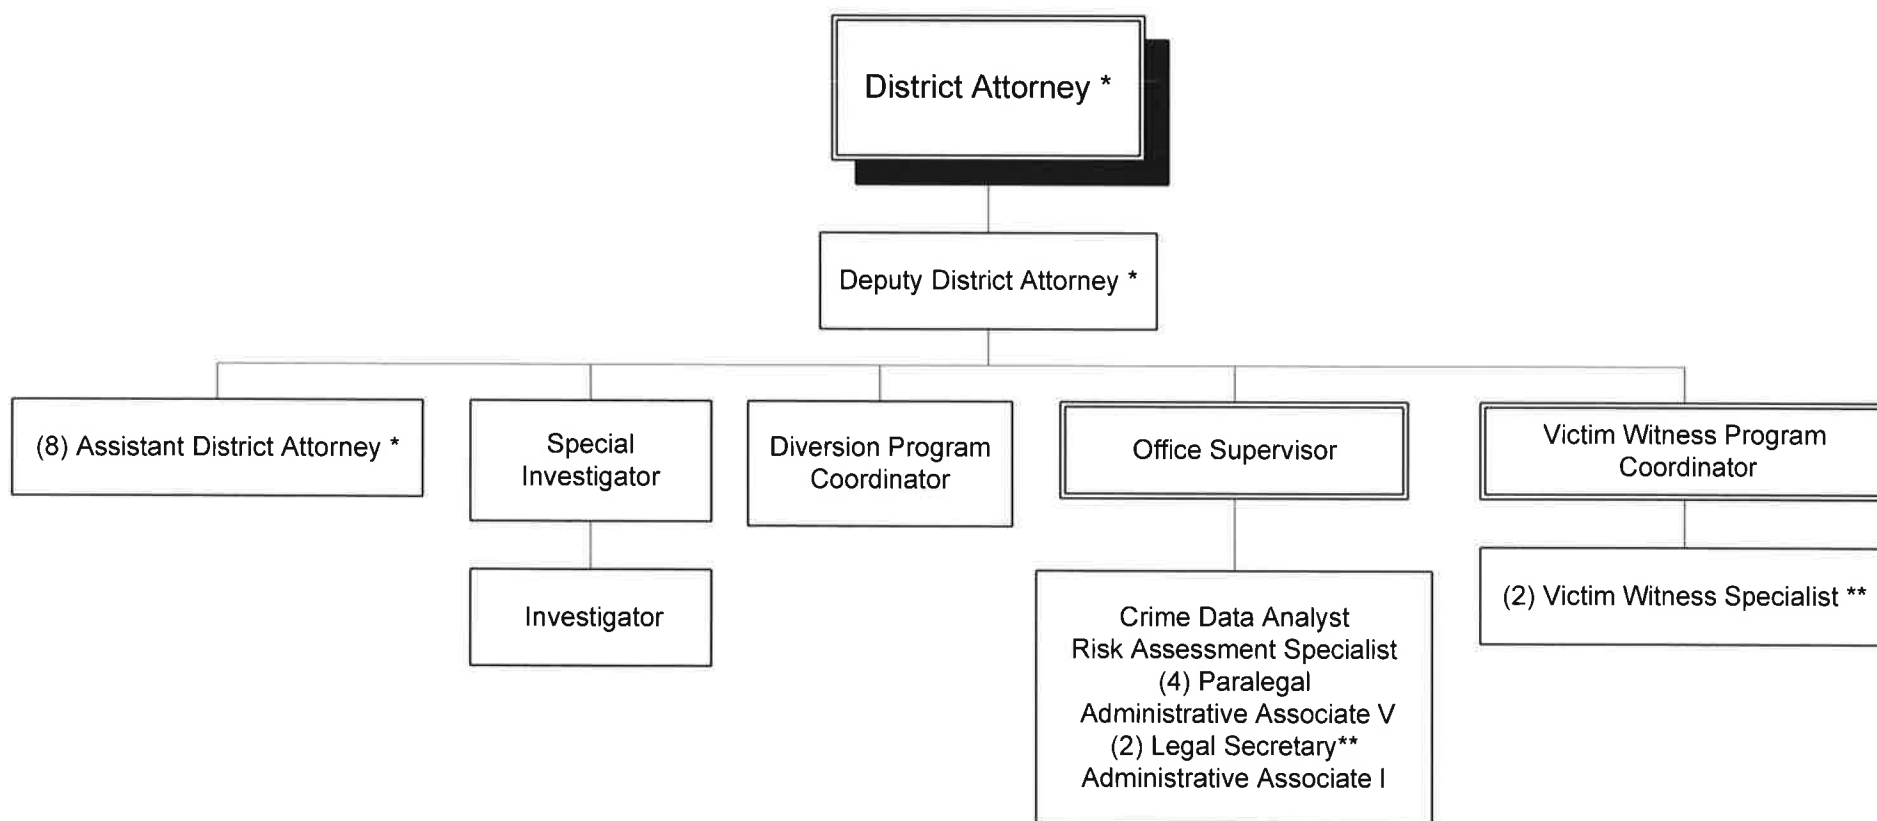 District Attorney *
Deputy District Attorney *
(8) Assistant District Attorney *
Special
Investigator
Diversion Program
Coordinator
Office Supervisor
Victim Witness Program
Coordinator
Investigator
Crime Data Analyst
Risk Assessment Specialist
(4) Paralegal
Administrative Associate V
(2) Legal Secretary**
Administrative Associate I
(2) Victim Witness Specialist **